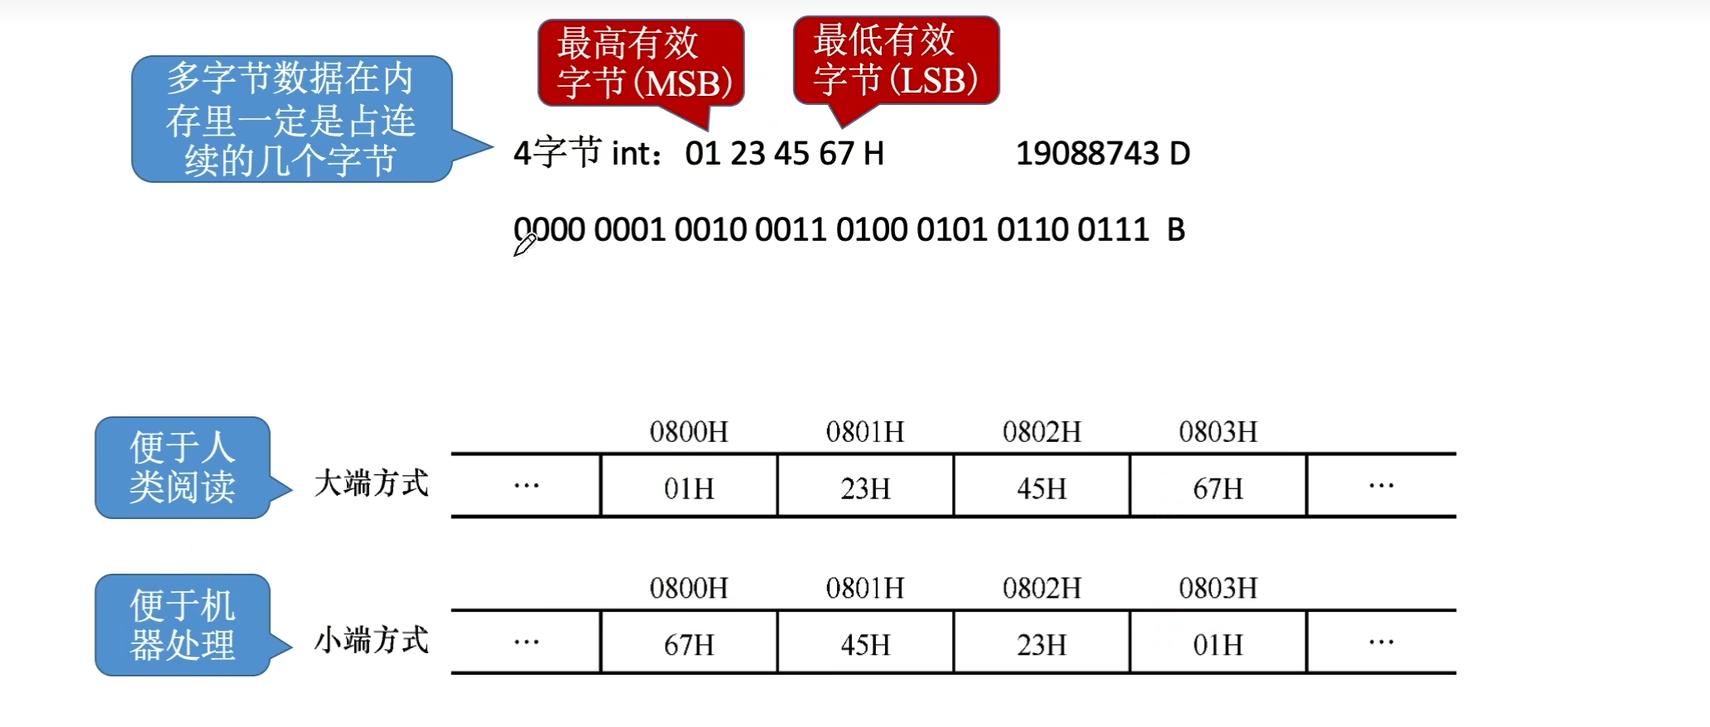 最高有效
字节(MSB)
最低有效
字节(LSB)
多字节数据在内
存里一定是占连
续的几个字节
4字节 int：01 23 45 67 H 19088743 D
0000 0001 0010 0011 0100 0101 0110 0111 B
便于人
类阅读
大端方式
0800H 0801H 0802H 0803H
… 01H 23H 45H 67H …
便于机
器处理
小端方式
0800H 0801H 0802H 0803H
… 67H 45H 23H 01H …